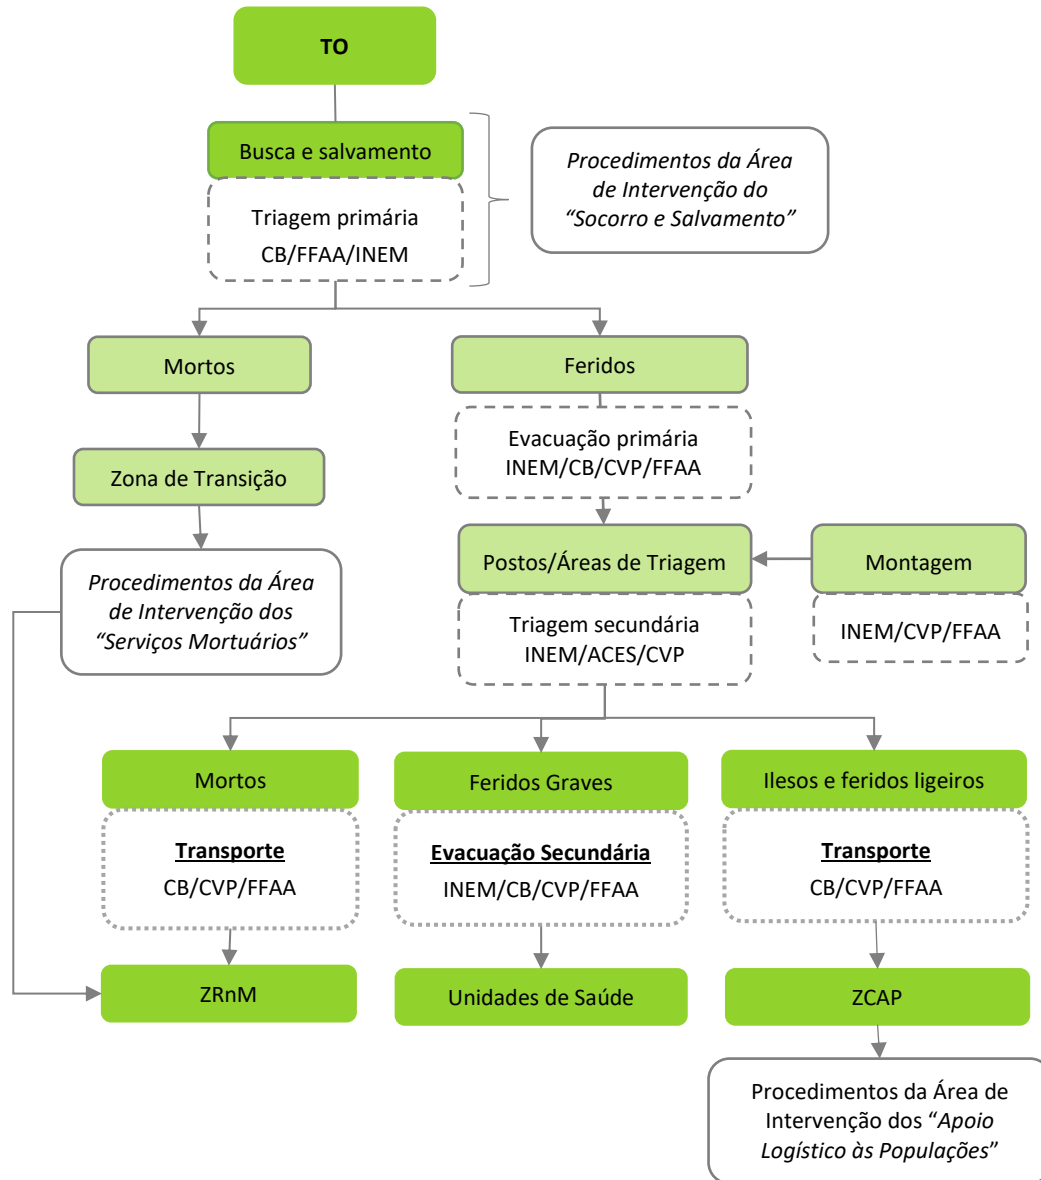 TO
Busca e salvamento
Triagem primária
CB/FFAA/INEM
Procedimentos da Área
de Intervenção do
“Socorro e Salvamento”
Mortos
Feridos
Evacuação primária
INEM/CB/CVP/FFAA
Zona de Transição
Postos/Áreas de Triagem
Montagem
Procedimentos da Área
de Intervenção dos
“Serviços Mortuários”
Triagem secundária
INEM/ACES/CVP
INEM/CVP/FFAA
Mortos
Feridos Graves
Ilesos e feridos ligeiros
Transporte
CB/CVP/FFAA
Evacuação Secundária
INEM/CB/CVP/FFAA
Transporte
CB/CVP/FFAA
ZRnM
Unidades de Saúde
ZCAP
Procedimentos da Área de
Intervenção dos “Apoio
Logístico às Populações”